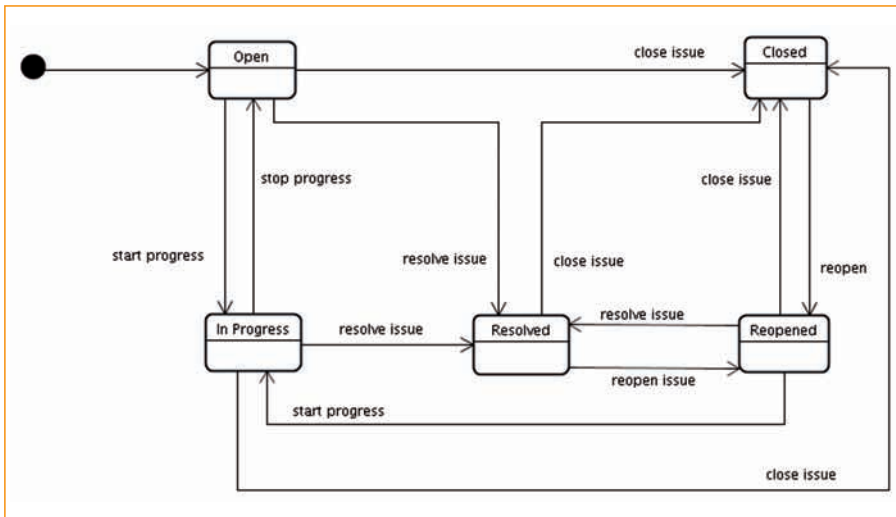 Open
close issue
Closed
stop progress
close issue
start progress
resolve issue
close issue
reopen
In Progress
resolve issue
Resolved
resolve issue
Reopened
reopen issue
start progress
close issue